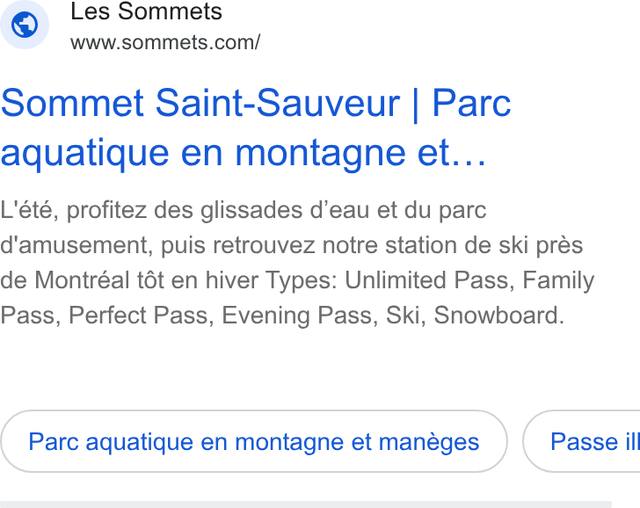 Les Sommets
www.sommets.com/
Sommet Saint-Sauveur | Parc
aquatique en montagne et…
L'été, profitez des glissades d’eau et du parc
d'amusement, puis retrouvez notre station de ski près
de Montréal tôt en hiver Types: Unlimited Pass, Family
Pass, Perfect Pass, Evening Pass, Ski, Snowboard.
Parc aquatique en montagne et manèges
Passe